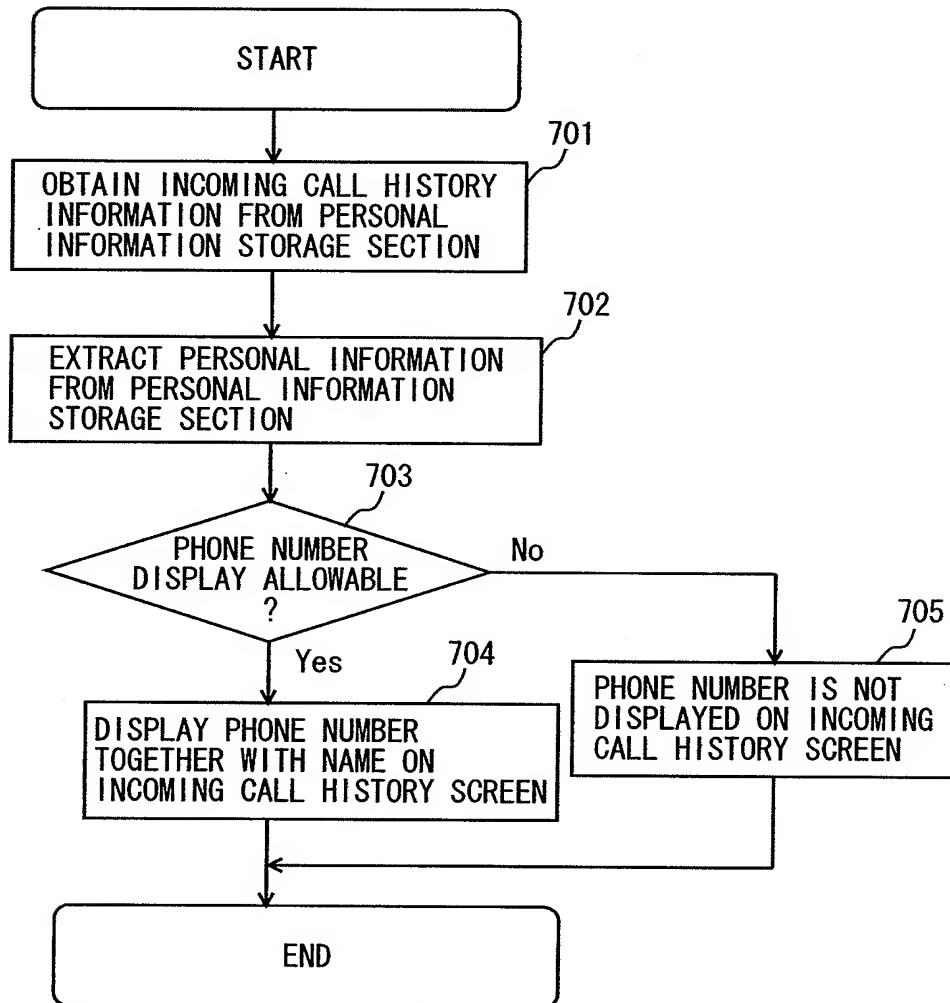 START
701
OBTAIN INCOMING CALL HISTORY
INFORMATION FROM PERSONAL
INFORMATION STORAGE SECTION
702
EXTRACT PERSONAL INFORMATION
FROM PERSONAL INFORMATION
STORAGE SECTION
703
PHONE NUMBER
DISPLAY ALLOWABLE
?
No
Yes
704
DISPLAY PHONE NUMBER
TOGETHER WITH NAME ON
INCOMING CALL HISTORY SCREEN
705
PHONE NUMBER IS NOT
DISPLAYED ON INCOMING
CALL HISTORY SCREEN
END